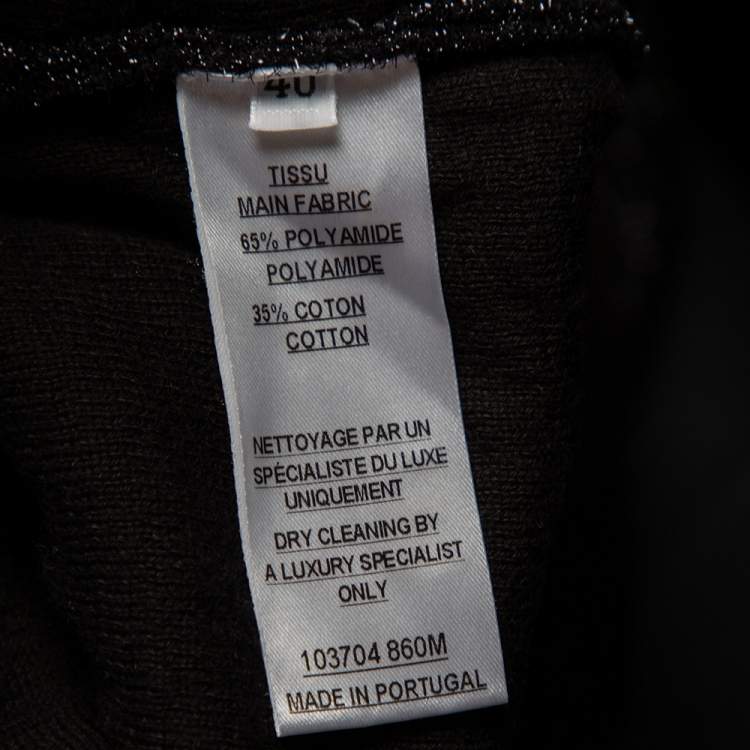 40
TISSU
MAIN FABRIC
65% POLYAMIDE
POLYAMIDE
35% COTON
COTTON
NETTOYAGE PAR UN
SPÉCIALISTE DU LUXE
UNIQUEMENT
DRY CLEANING BY
A LUXURY SPECIALIST
ONLY
103704 860M
MADE IN PORTUGAL